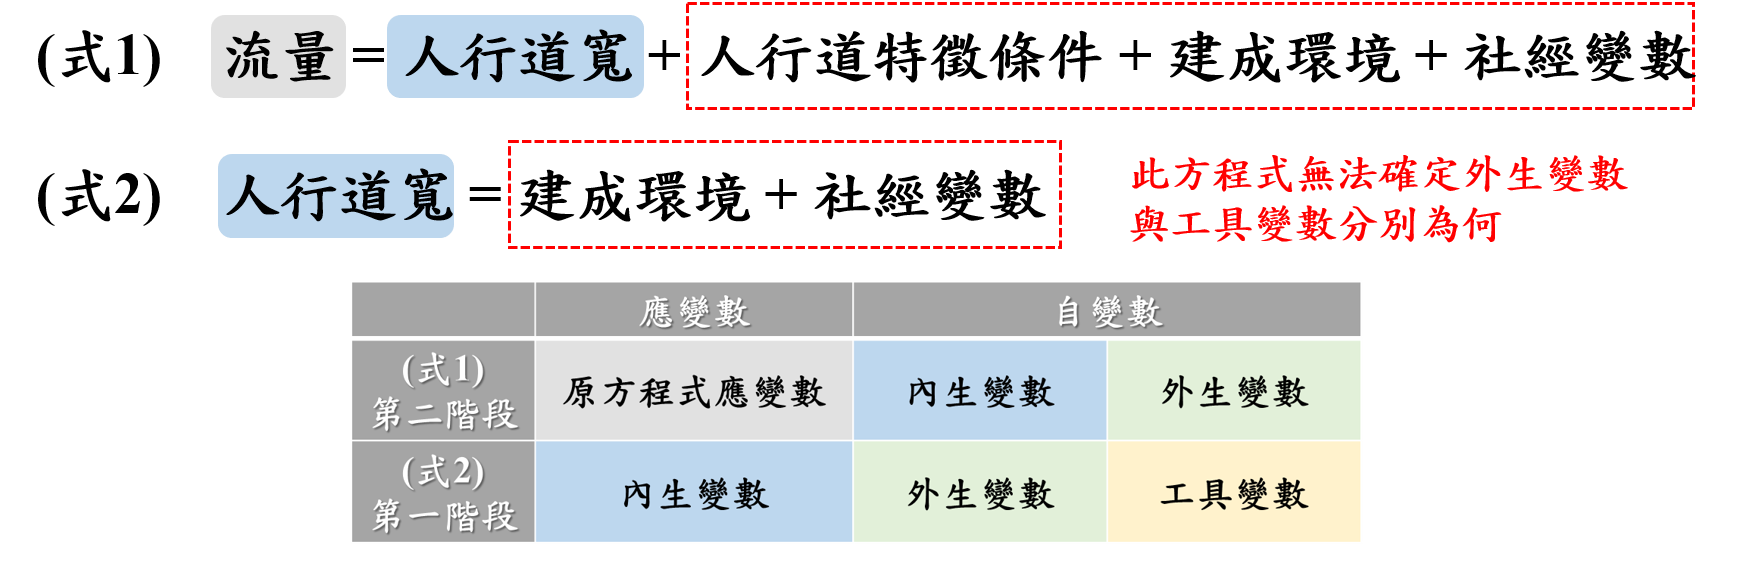 (式1) 流量=人行道寬+人行道特徵條件+建成環境+社經變數
(式2) 人行道寬=建成環境+社經變數
此方程式無法確定外生變數
與工具變數分別為何
應變數 自變數
(式1)
第二階段
原方程式應變數 內生變數 外生變數
(式2)
第一階段
內生變數 外生變數 工具變數